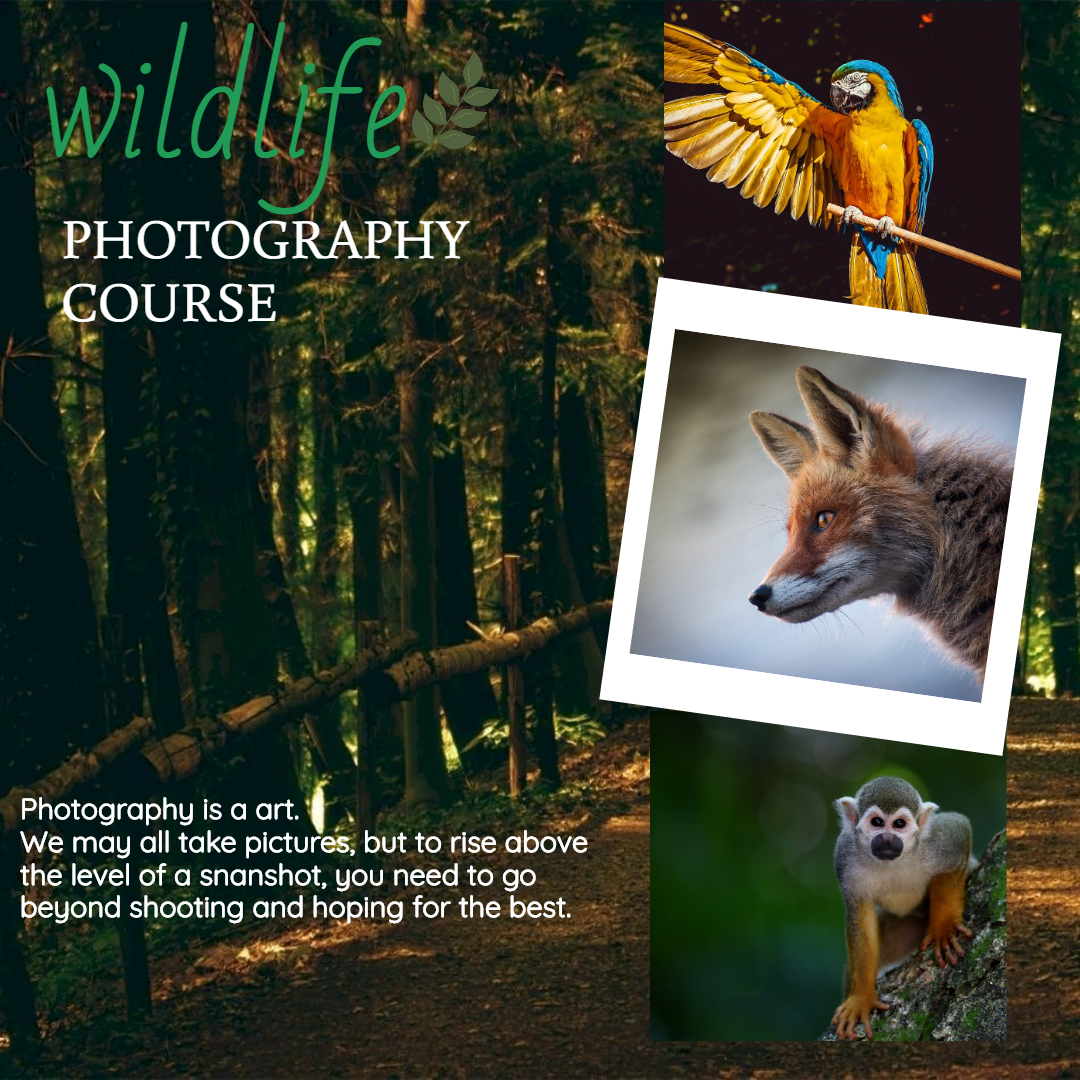 wildlife
PHOTOGRAPHY
COURSE
Photography is a art.
We may all take pictures, but to rise above
the level of a snanshot, you need to go
beyond shooting and hoping for the best.